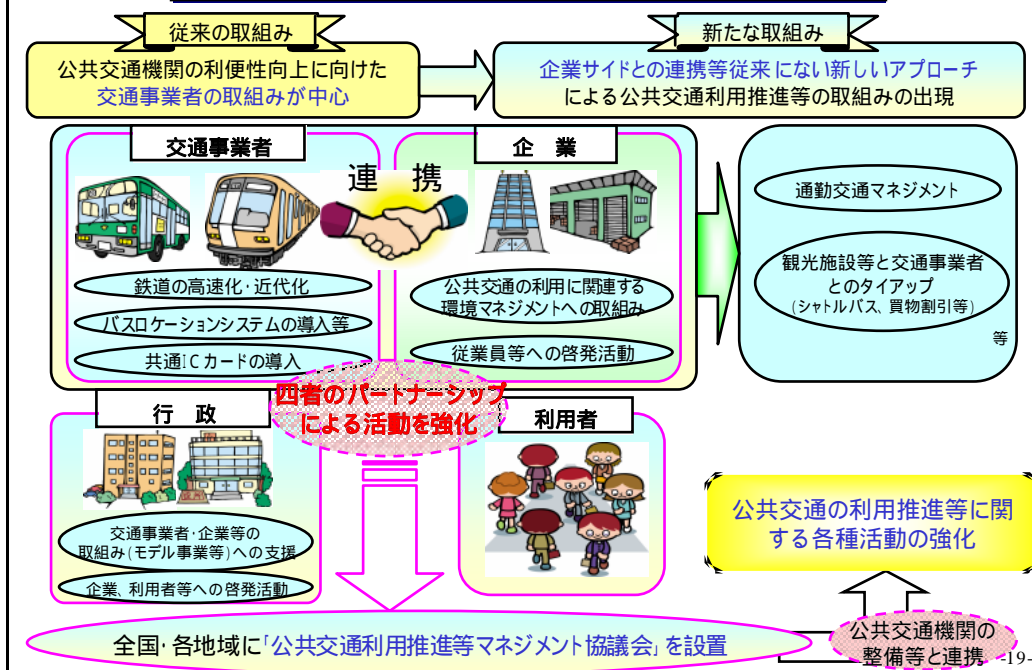 従来の取組み
公共交通機関の利便性向上に向けた
交通事業者の取組みが中心
新たな取組み
企業サイドとの連携等従来にない新しいアプローチ
による公共交通利用推進等の取組みの出現
交通事業者
連 携
企 業
鉄道の高速化・近代化
バスロケーションシステムの導入等
共通ICカードの導入
公共交通の利用に関連する
環境マネジメントへの取組み
従業員等への啓発活動
通勤交通マネジメント
観光施設等と交通事業者
とのタイアップ
(シャトルバス、買物割引等)
等
四者のパートナーシップ
による活動を強化
行 政
交通事業者・企業等の
取組み(モデル事業等)への支援
企業、利用者等への啓発活動
利用者
公共交通の利用推進等に関
する各種活動の強化
全国・各地域に「公共交通利用推進等マネジメント協議会」を設置
公共交通機関の
整備等と連携
-19-